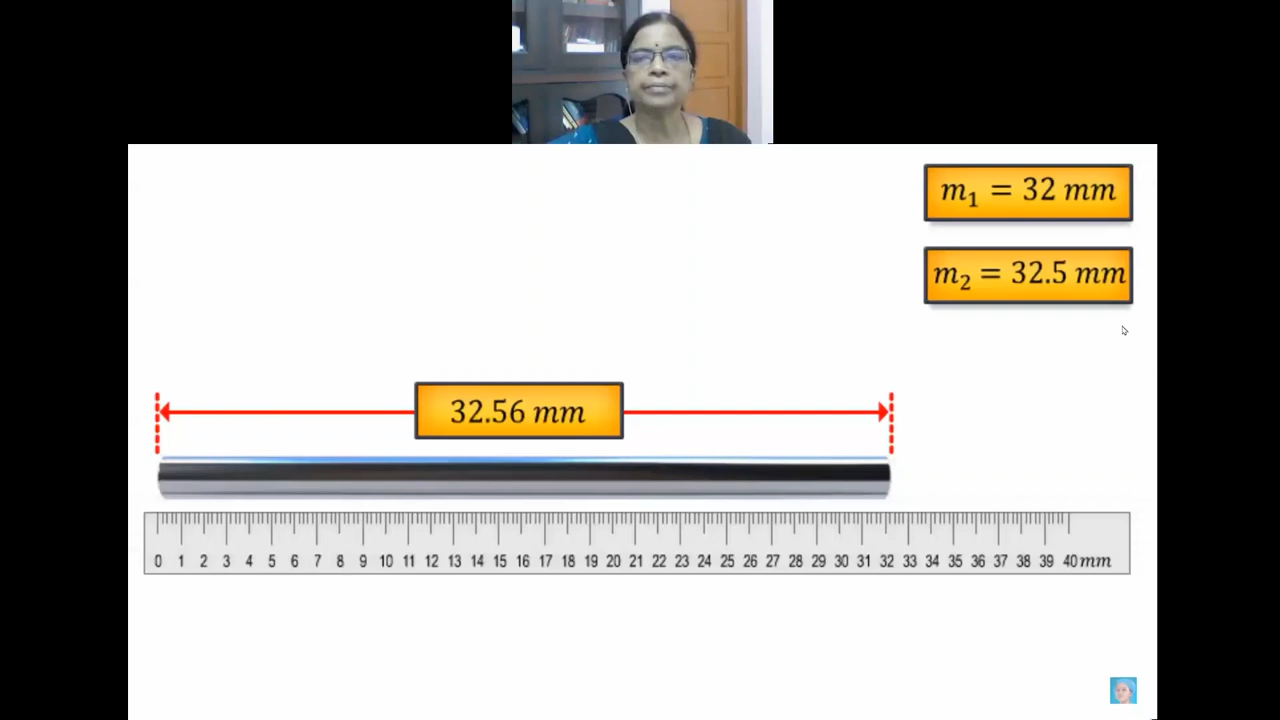 m₁ = 32 mm
m₂ = 32.5 mm
32.56 mm
0 1 2 3 4 5 6 7 8 9 10 11 12 13 14 15 16 17 18 19 20 21 22 23 24 25 26 27 28 29 30 31 32 33 34 35 36 37 38 39 40 mm